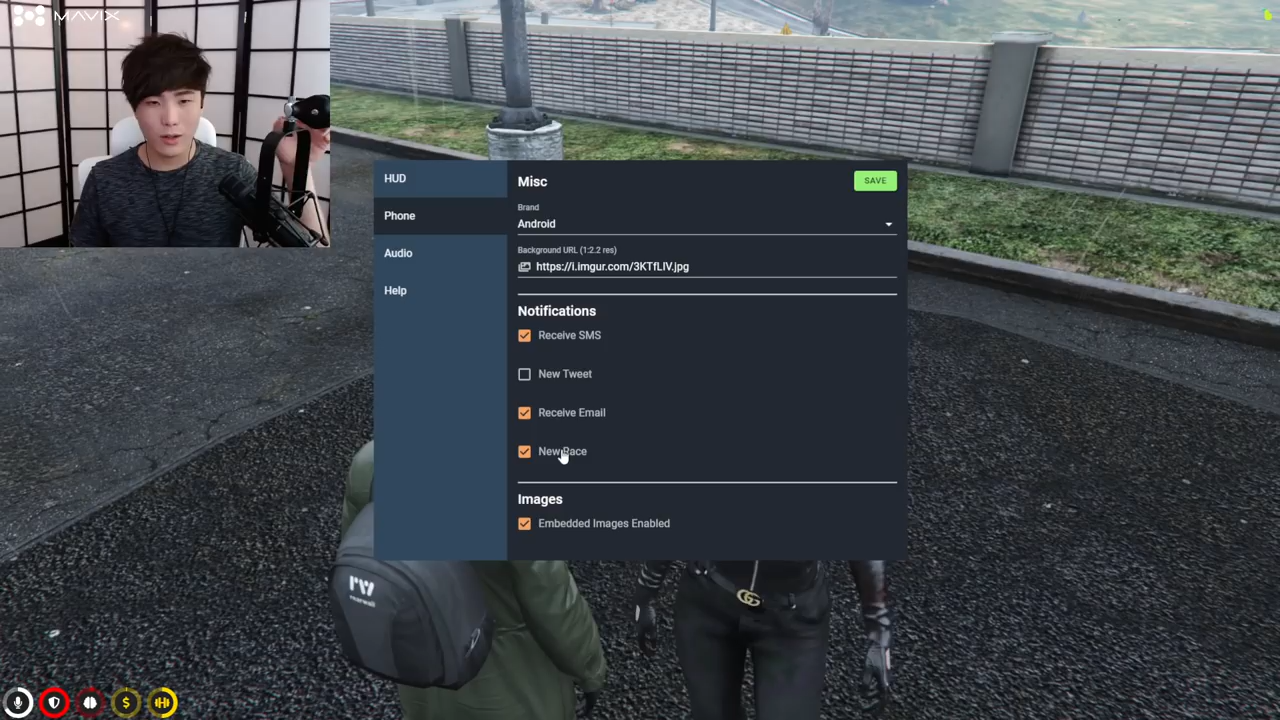 MAVIX
HUD
Phone
Audio
Help
Misc
SAVE
Brand
Android
Background URL (1:2.2 res)
https://i.imgur.com/3KTfLIV.jpg
Notifications
Receive SMS
New Tweet
Receive Email
New Race
Images
Embedded Images Enabled